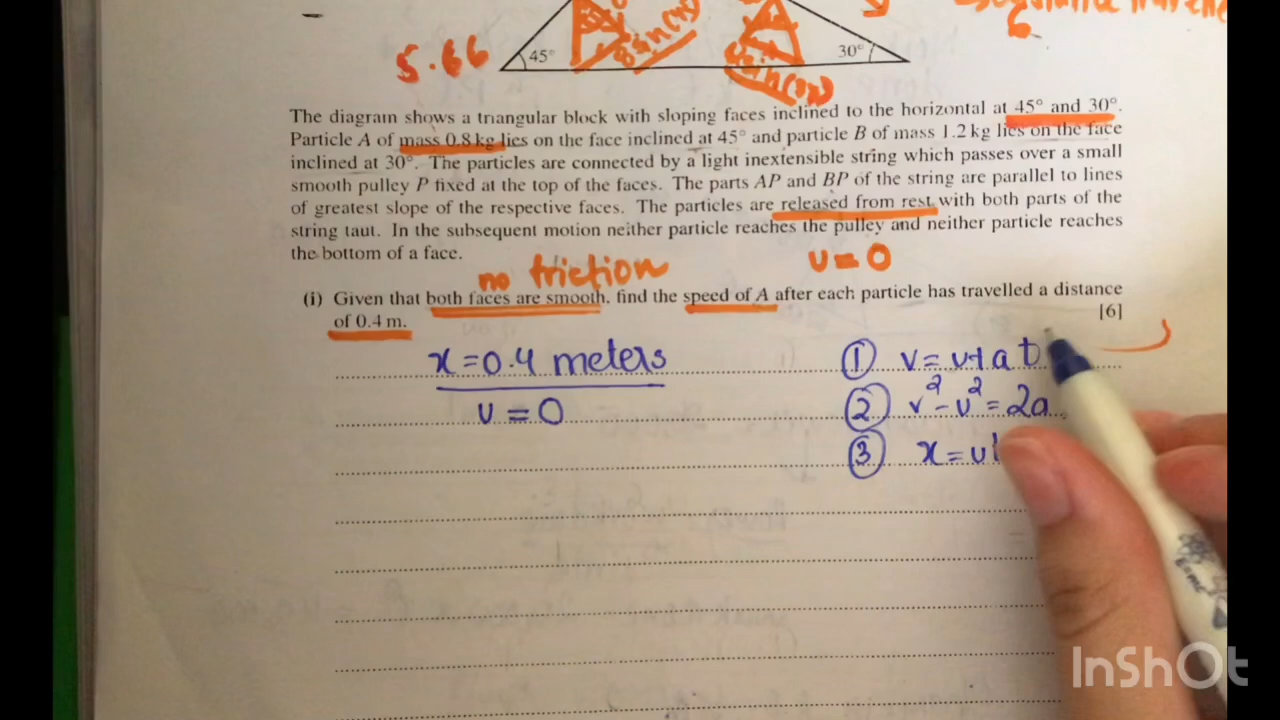 5.66
8sin(45)
6
45°
30°
The diagram shows a triangular block with sloping faces inclined to the horizontal at 45° and 30°.
Particle A of mass 0.8 kg lies on the face inclined at 45° and particle B of mass 1.2 kg lies on the face
inclined at 30°. The particles are connected by a light inextensible string which passes over a small
smooth pulley P fixed at the top of the faces. The parts AP and BP of the string are parallel to lines
of greatest slope of the respective faces. The particles are released from rest with both parts of the
string taut. In the subsequent motion neither particle reaches the pulley and neither particle reaches
the bottom of a face.
u = 0
no friction
(i) Given that both faces are smooth, find the speed of A after each particle has travelled a distance
of 0.4 m.
[6]
x = 0.4 meters
u = 0
① v = u+at
② v² - u² = 2a
③ x = ut
InShOt